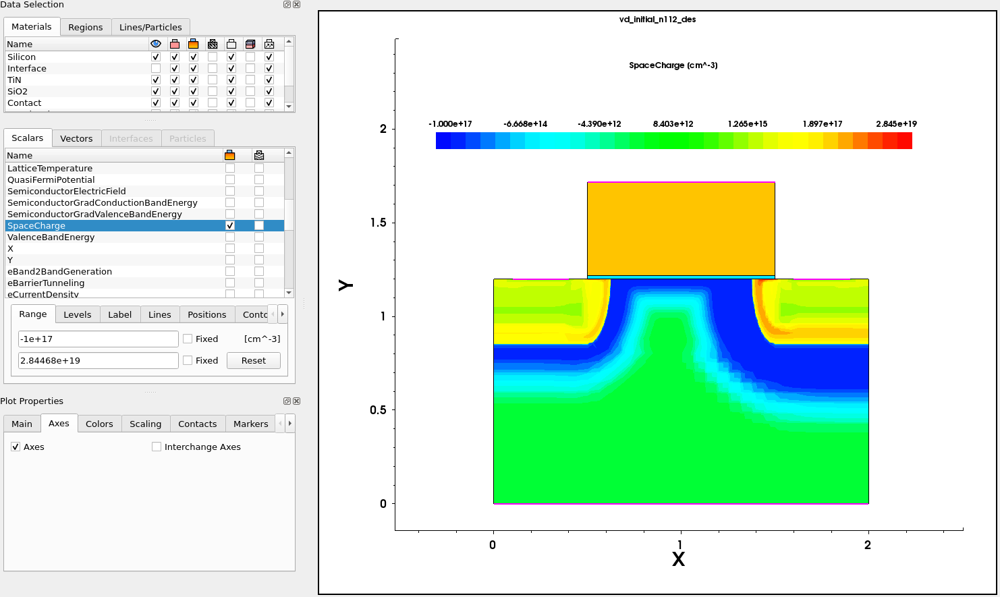 Data Selection
Materials Regions Lines/Particles
Name
Silicon
Interface
TiN
SiO2
Contact
Scalars Vectors Interfaces Particles
Name
LatticeTemperature
QuasiFermiPotential
SemiconductorElectricField
SemiconductorGradConductionBandEnergy
SemiconductorGradValenceBandEnergy
SpaceCharge
ValenceBandEnergy
X
Y
eBand2BandGeneration
eBarrierTunneling
eCurrentDensity
Range Levels Label Lines Positions Conto
-1e+17 Fixed [cm^-3]
2.84468e+19 Fixed Reset
Plot Properties
Main Axes Colors Scaling Contacts Markers
Axes Interchange Axes
vd_initial_n112_des
SpaceCharge (cm^-3)
-1.000e+17 -6.668e+14 -4.390e+12 8.403e+12 1.265e+15 1.897e+17 2.845e+19
2
1.5
1
0.5
0
Y
0 1 2
X